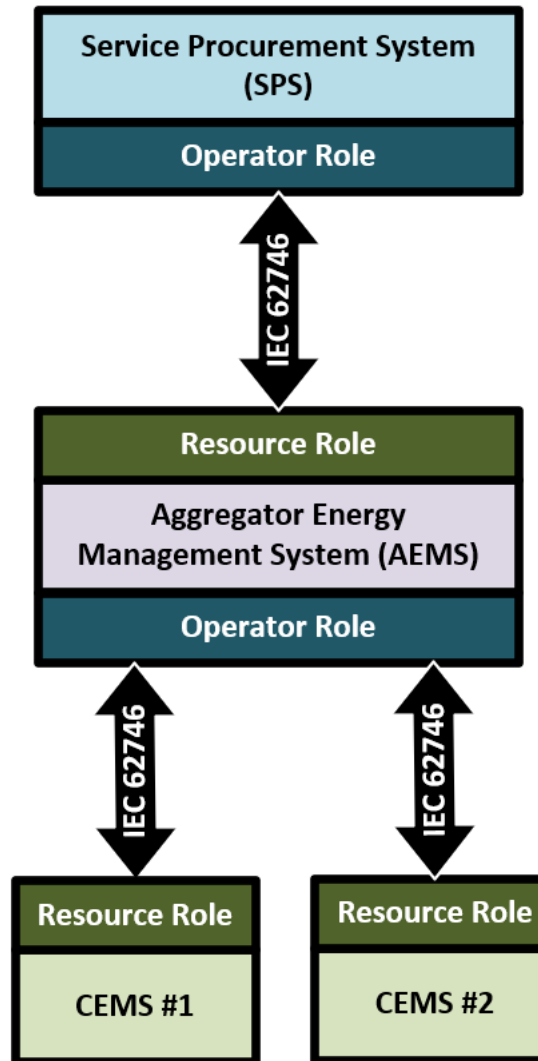 Service Procurement System
(SPS)
Operator Role
IEC 62746
Resource Role
Aggregator Energy
Management System (AEMS)
Operator Role
IEC 62746
IEC 62746
Resource Role
CEMS #1
Resource Role
CEMS #2